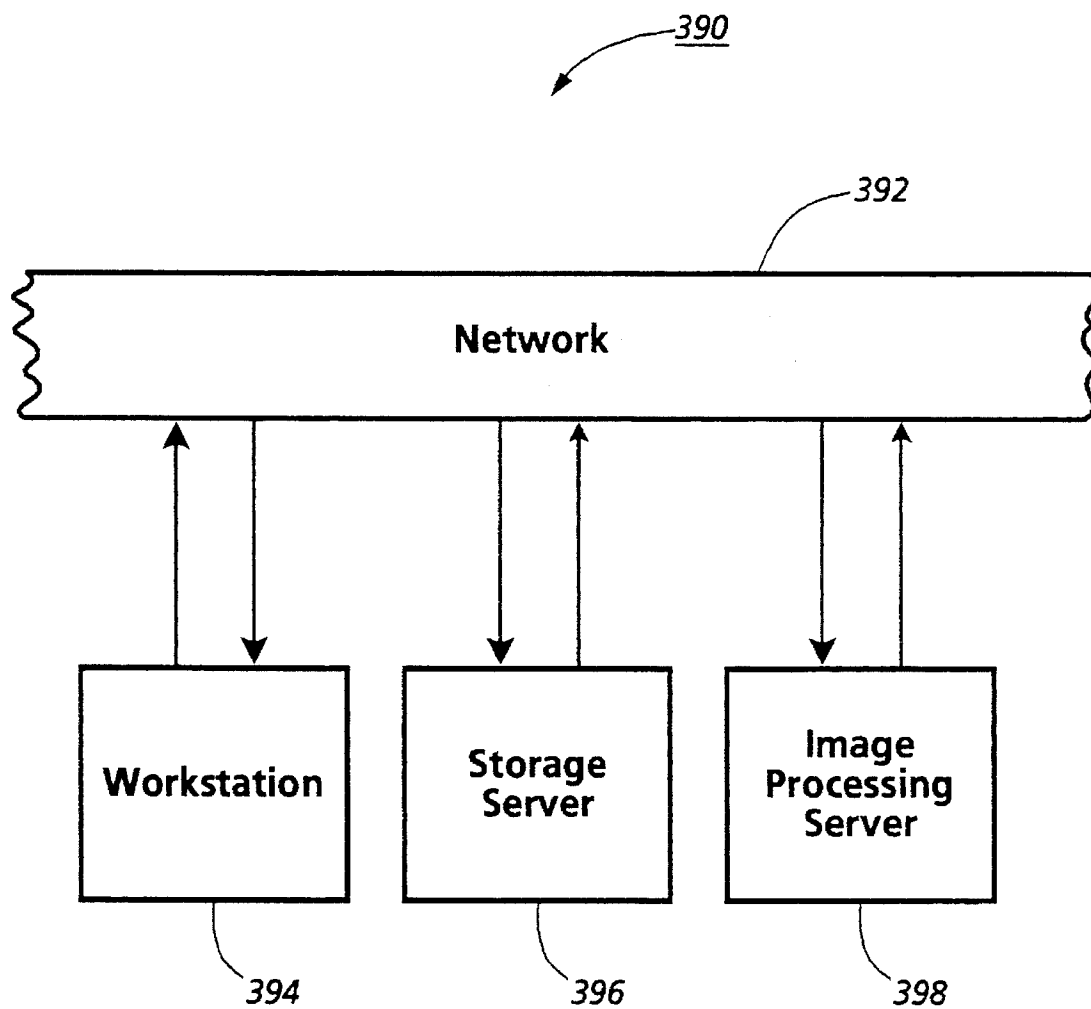 390
392
Network
Workstation
Storage
Server
Image
Processing
Server
394
396
398